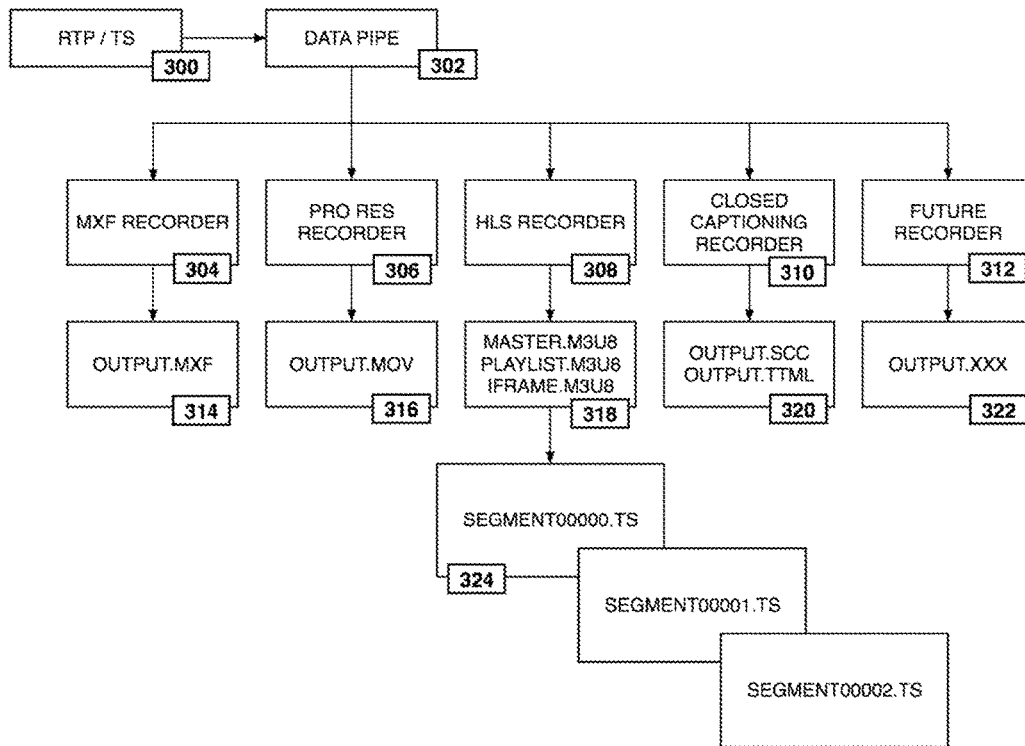 RTP / TS
300
DATA PIPE
302
MXF RECORDER
304
PRO RES
RECORDER
306
HLS RECORDER
308
CLOSED
CAPTIONING
RECORDER
310
FUTURE
RECORDER
312
OUTPUT.MXF
314
OUTPUT.MOV
316
MASTER.M3U8
PLAYLIST.M3U8
IFRAME.M3U8
318
OUTPUT.SCC
OUTPUT.TTML
320
OUTPUT.XXX
322
SEGMENT00000.TS
324
SEGMENT00001.TS
SEGMENT00002.TS